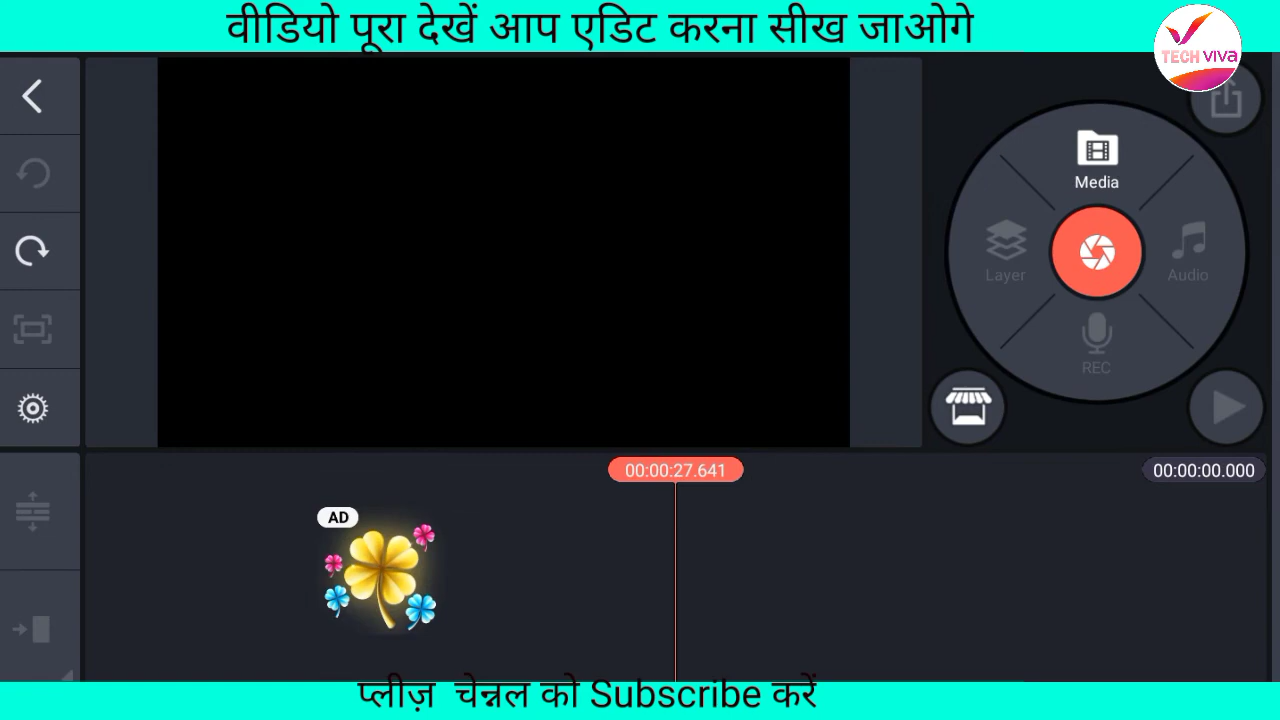 वीडियो पूरा देखें आप एडिट करना सीख जाओगे
TECH VIVA
Media
Layer
Audio
REC
00:00:27.641
00:00:00.000
AD
प्लीज़ चेन्नल को Subscribe करें